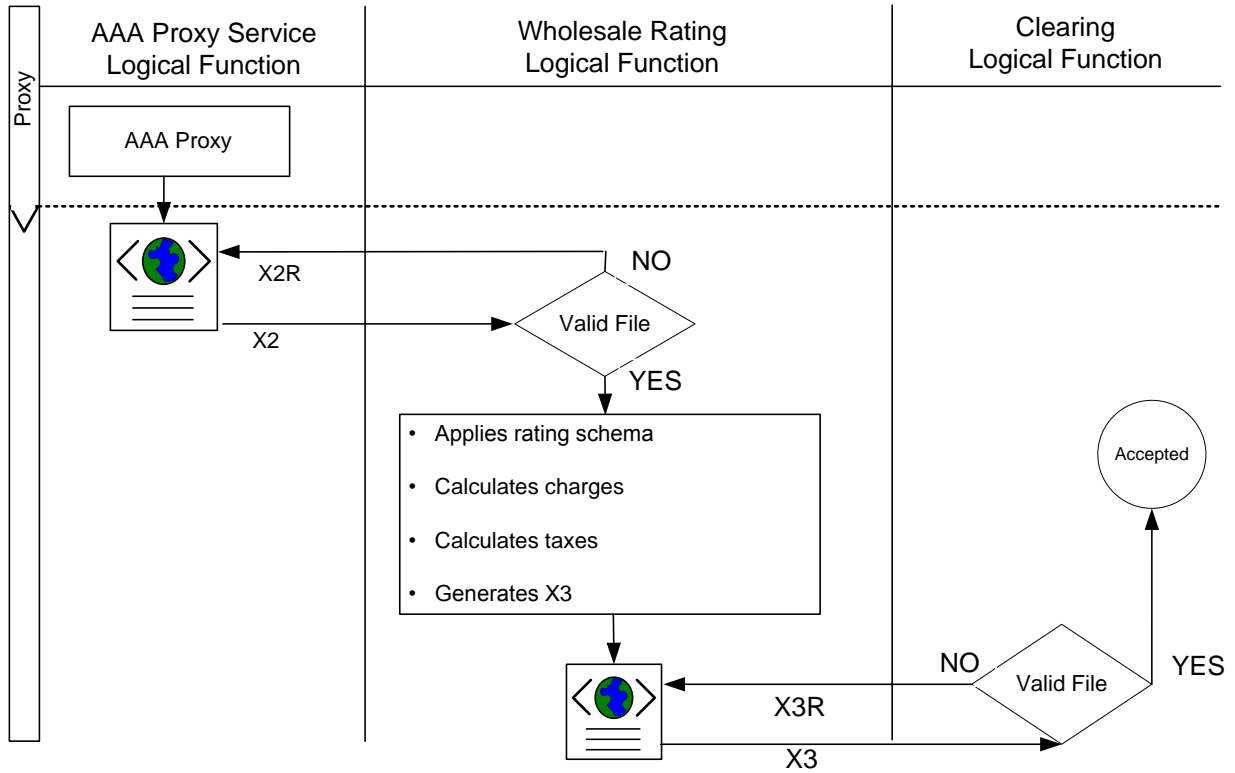 Proxy
AAA Proxy Service
Logical Function
Wholesale Rating
Logical Function
Clearing
Logical Function
AAA Proxy
X2R
NO
Valid File
X2
YES
• Applies rating schema
• Calculates charges
• Calculates taxes
• Generates X3
Accepted
NO
YES
Valid File
X3R
X3